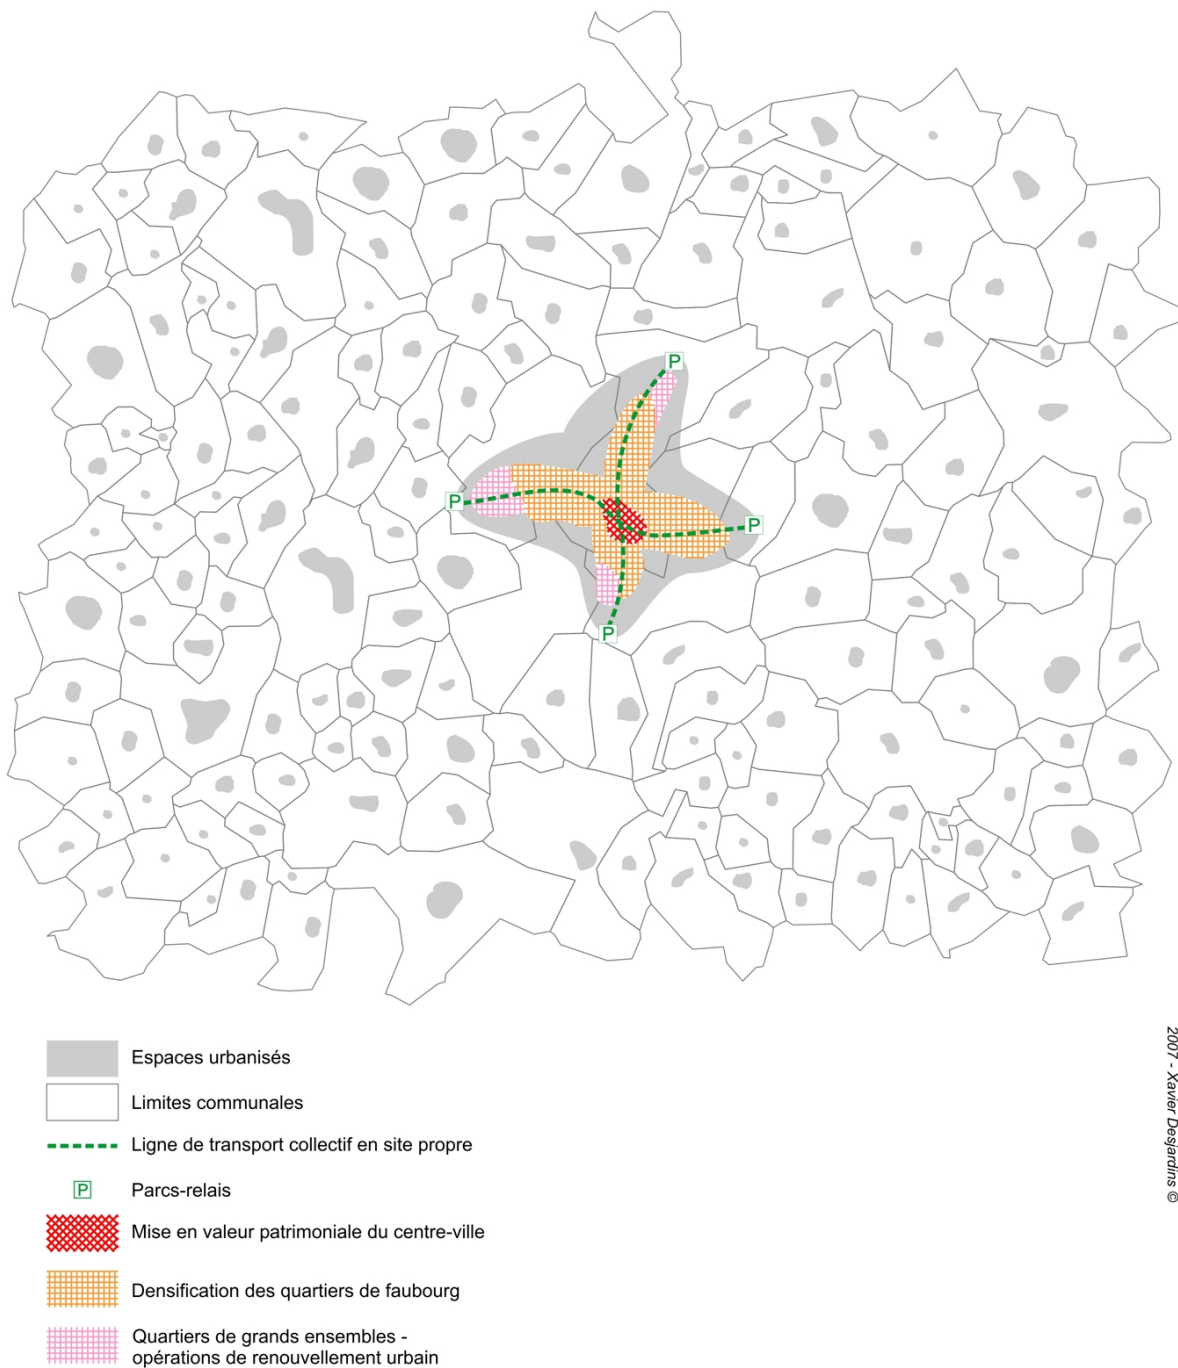 P
P
P
P
Espaces urbanisés
Limites communales
Ligne de transport collectif en site propre
P
Parcs-relais
Mise en valeur patrimoniale du centre-ville
Densification des quartiers de faubourg
Quartiers de grands ensembles -
opérations de renouvellement urbain
2007 - Xavier Desjardins ©